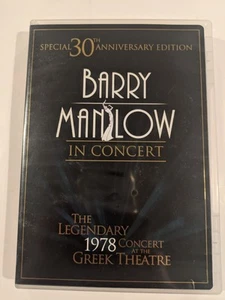 SPECIAL 30TH ANNIVERSARY EDITION
BARRY
MANILOW
IN CONCERT
THE
LEGENDARY
1978 CONCERT
AT THE
GREEK THEATRE